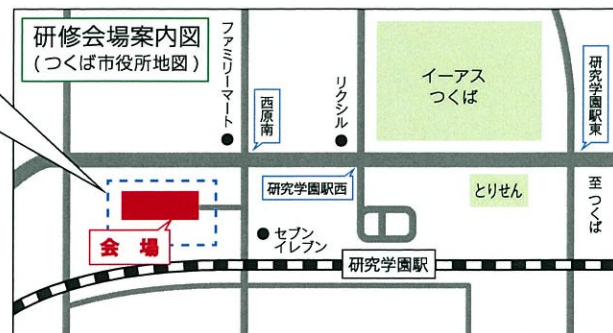 研修会場案内図
(つくば市役所地図)
ファミリーマート
西原南
リクシル
イーアス
つくば
研究学園駅東
研究学園駅西
とりせん
至つくば
会場
セブン
イレブン
研究学園駅